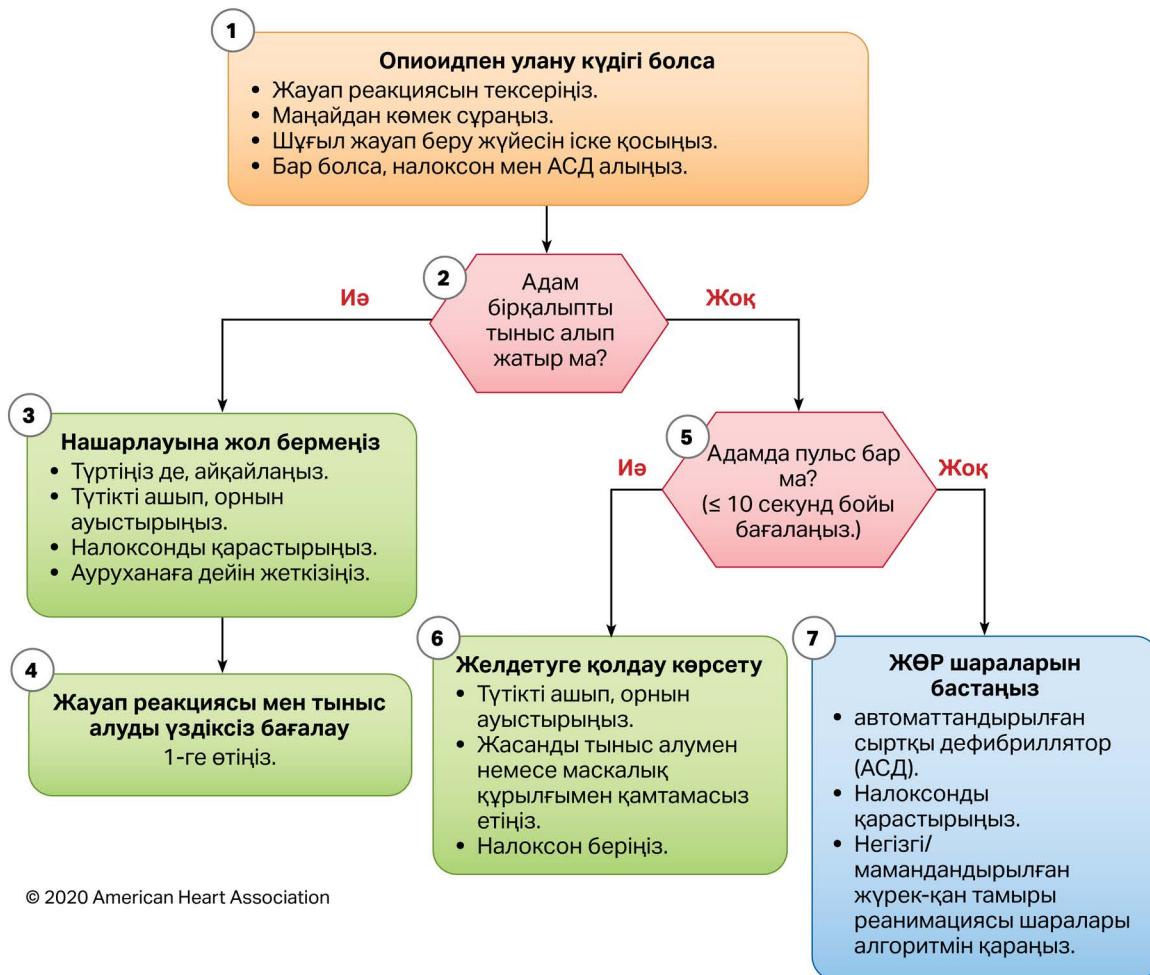 1
Опиоидпен улану күдігі болса
• Жауап реакциясын тексеріңіз.
• Маңайдан көмек сұраңыз.
• Шұғыл жауап беру жүйесін іске қосыңыз.
• Бар болса, налоксон мен АСД алыңыз.
2
Адам
бірқалыпты
тыныс алып
жатыр ма?
Иә
Жоқ
3
Нашарлауына жол бермеңіз
• Түртіңіз де, айқайлаңыз.
• Түтікті ашып, орнын
ауыстырыңыз.
• Налоксонды қарастырыңыз.
• Ауруханаға дейін жеткізіңіз.
4
Жауап реакциясы мен тыныс
алуды үздіксіз бағалау
1-ге өтіңіз.
5
Адамда пульс бар
ма?
(≤ 10 секунд бойы
бағалаңыз.)
Иә
Жоқ
6
Желдетуге қолдау көрсету
• Түтікті ашып, орнын
ауыстырыңыз.
• Жасанды тыныс алумен
немесе маскалық
құрылғымен қамтамасыз
етіңіз.
• Налоксон беріңіз.
7
ЖӨР шараларын
бастаңыз
• автоматтандырылған
сыртқы дефибриллятор
(АСД).
• Налоксонды
қарастырыңыз.
• Негізгі/
мамандандырылған
жүрек-қан тамыры
реанимациясы шаралары
алгоритмін қараңыз.
© 2020 American Heart Association